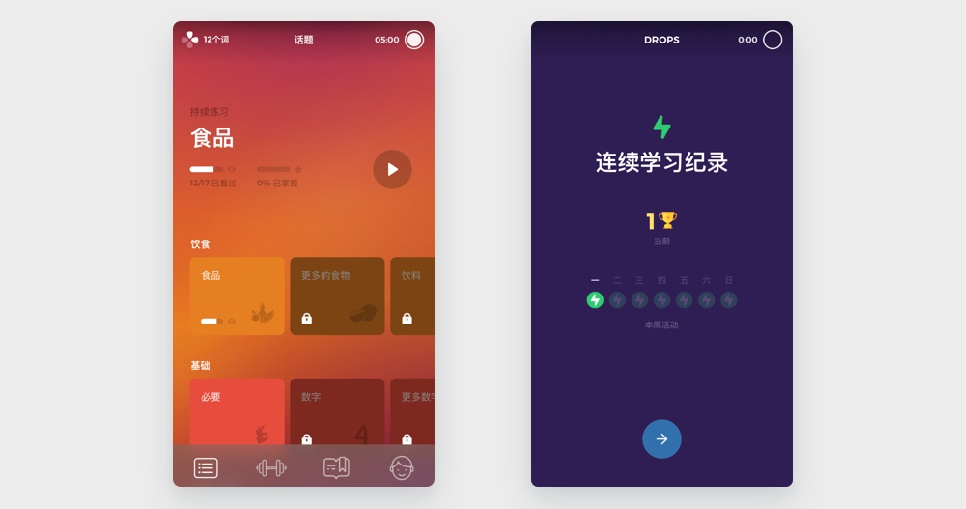 12个词
话题
05:00
持续练习
食品
12/17 已看过
0% 已掌握
饮食
食品
更多的食物
饮料
基础
必要
数字
更多数字
4
DROPS
0:00
连续学习纪录
1
当前
一 二 三 四 五 六 日
本周活动